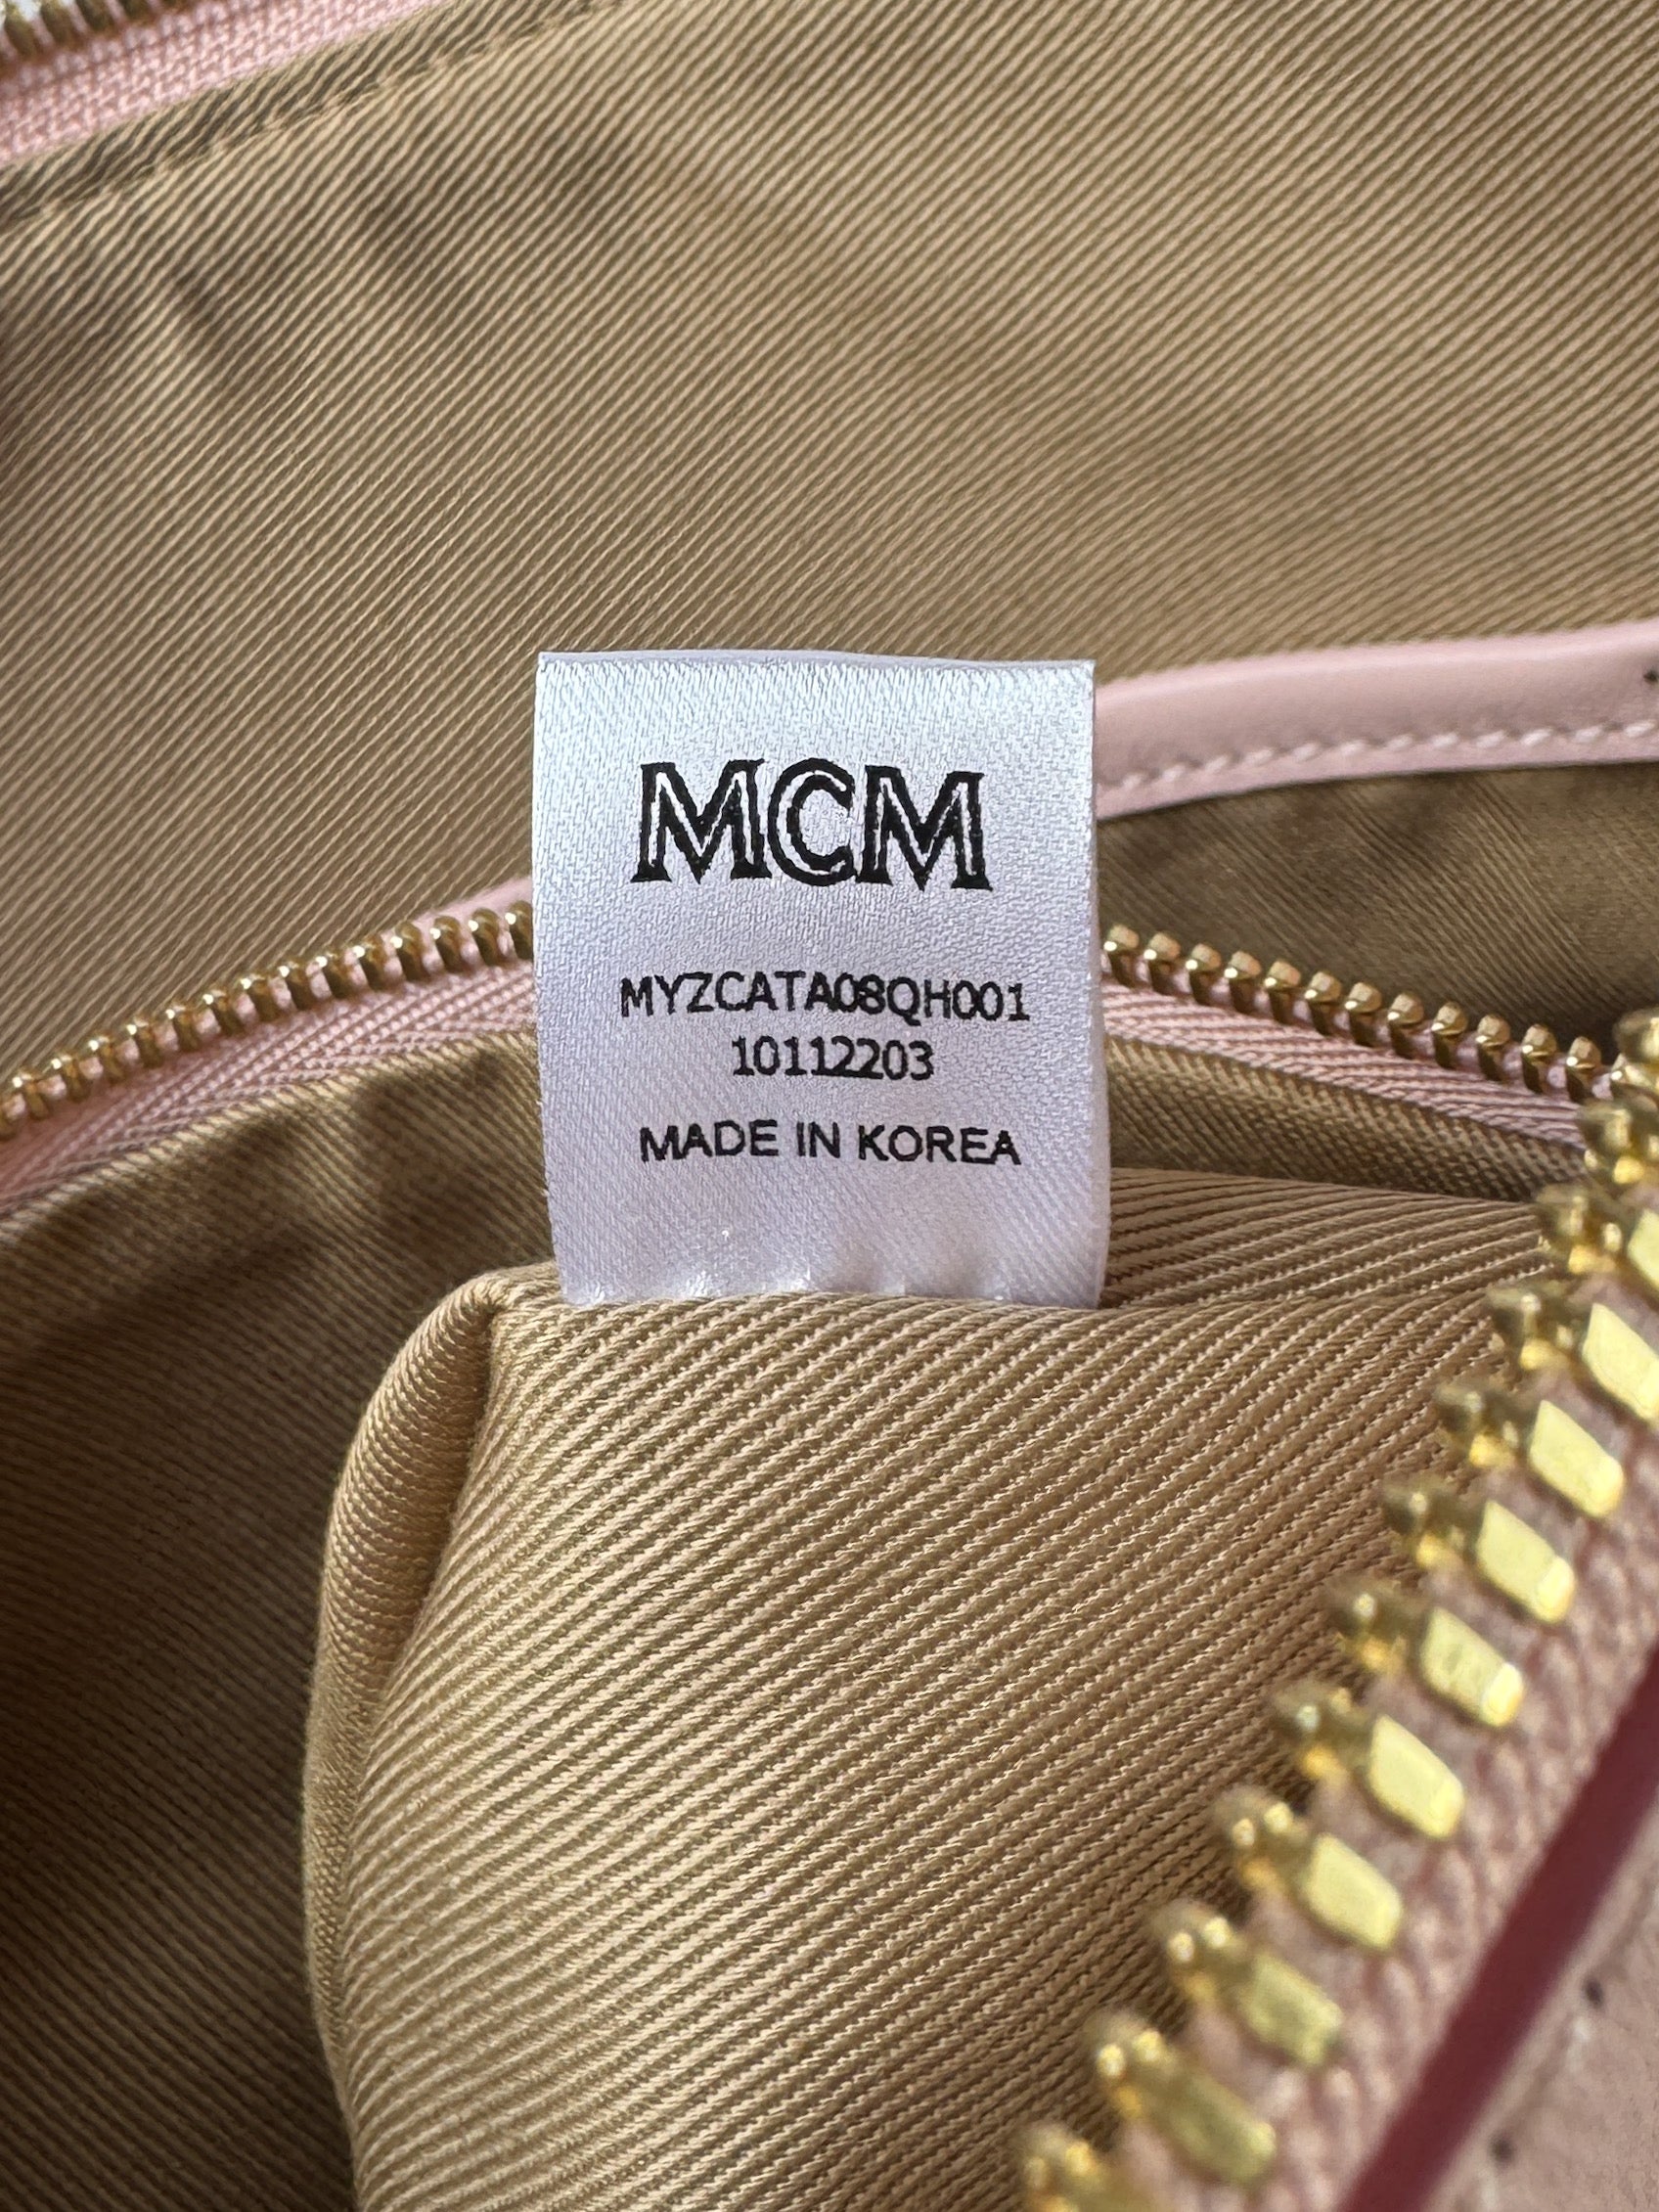 MCM
MYZCATA08QH001
10112203
MADE IN KOREA